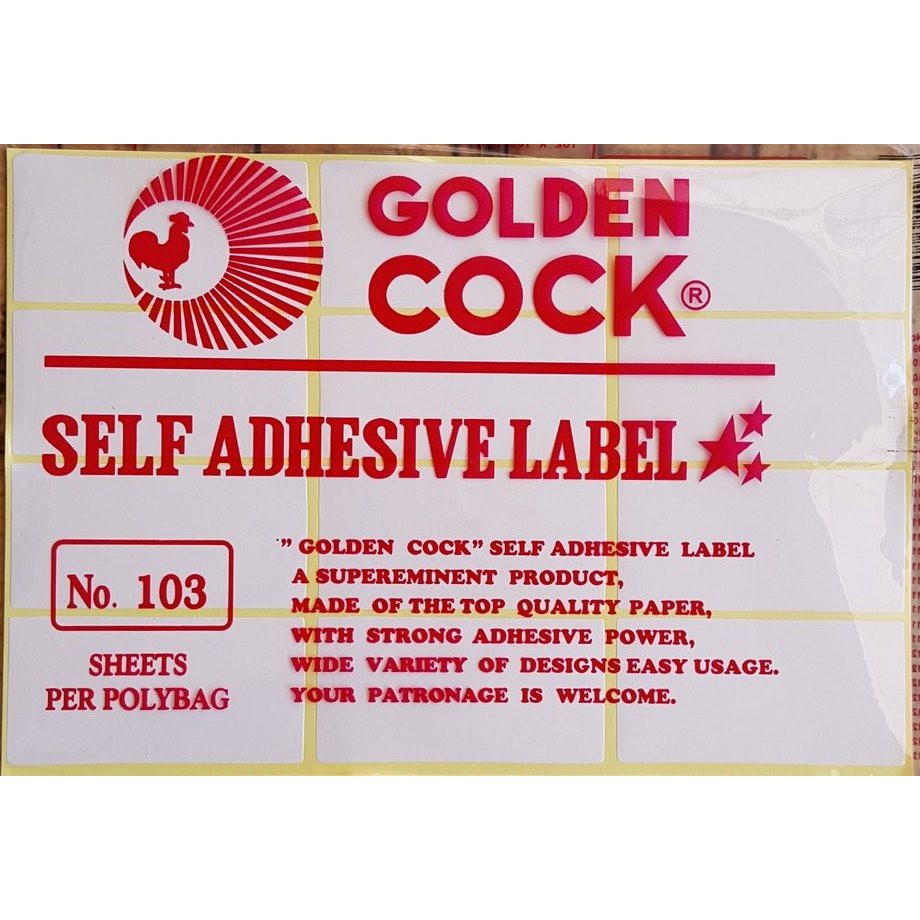 GOLDEN
COCK®
SELF ADHESIVE LABEL
No. 103
SHEETS
PER POLYBAG
" GOLDEN COCK" SELF ADHESIVE LABEL
A SUPEREMINENT PRODUCT,
MADE OF THE TOP QUALITY PAPER,
WITH STRONG ADHESIVE POWER,
WIDE VARIETY OF DESIGNS EASY USAGE.
YOUR PATRONAGE IS WELCOME.